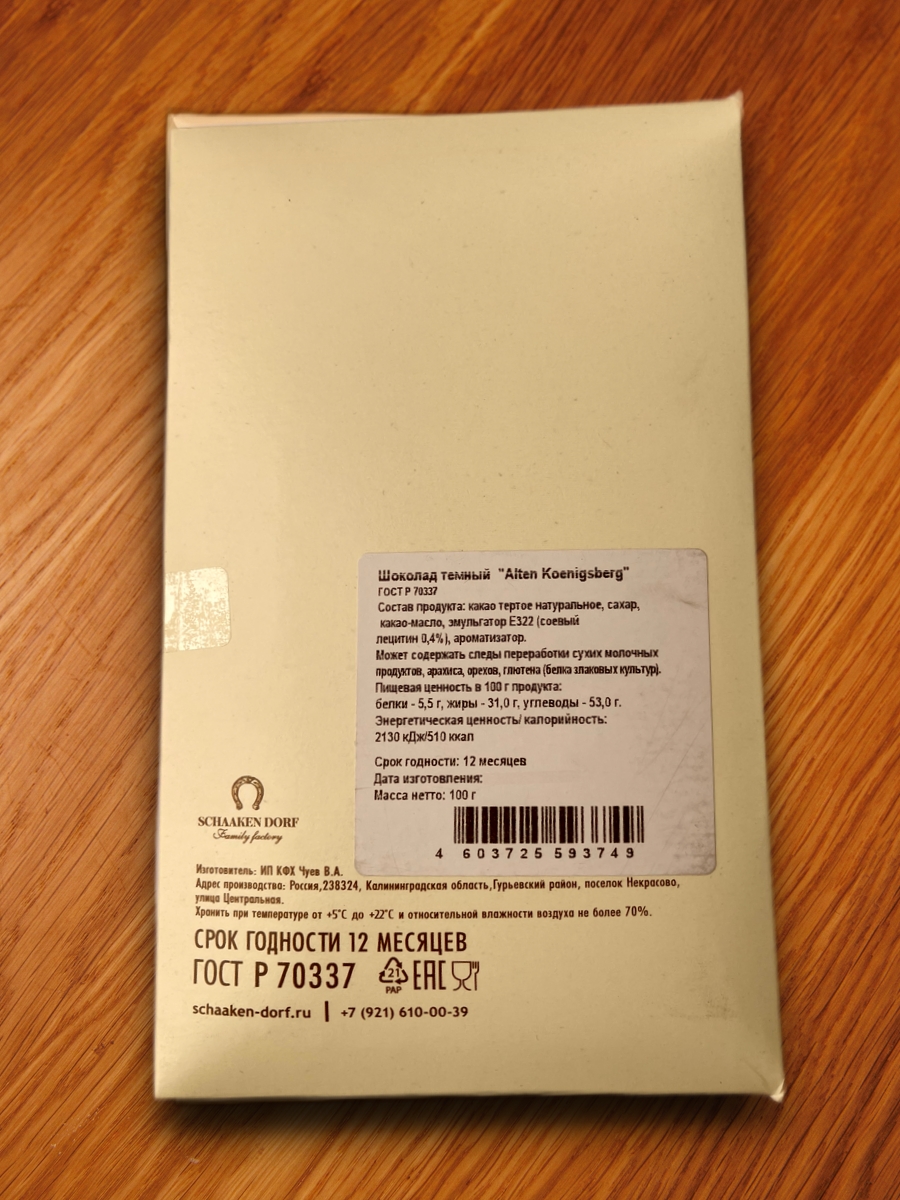 Шоколад темный "Alten Koenigsberg"
ГОСТ Р 70337
Состав продукта: какао тертое натуральное, сахар,
какао-масло, эмульгатор Е322 (соевый
лецитин 0,4%), ароматизатор.
Может содержать следы переработки сухих молочных
продуктов, арахиса, орехов, глютена (белка злаковых культур).
Пищевая ценность в 100 г продукта:
белки - 5,5 г, жиры - 31,0 г, углеводы - 53,0 г.
Энергетическая ценность/ калорийность:
2130 кДж/510 ккал
Срок годности: 12 месяцев
Дата изготовления:
Масса нетто: 100 г
4 603725 593749
SCHAAKEN DORF
Family factory
Изготовитель: ИП КФХ Чуев В.А.
Адрес производства: Россия,238324, Калининградская область,Гурьевский район, поселок Некрасово,
улица Центральная.
Хранить при температуре от +5°С до +22°С и относительной влажности воздуха не более 70%.
СРОК ГОДНОСТИ 12 МЕСЯЦЕВ
ГОСТ Р 70337 21 PAP EAC
schaaken-dorf.ru | +7 (921) 610-00-39